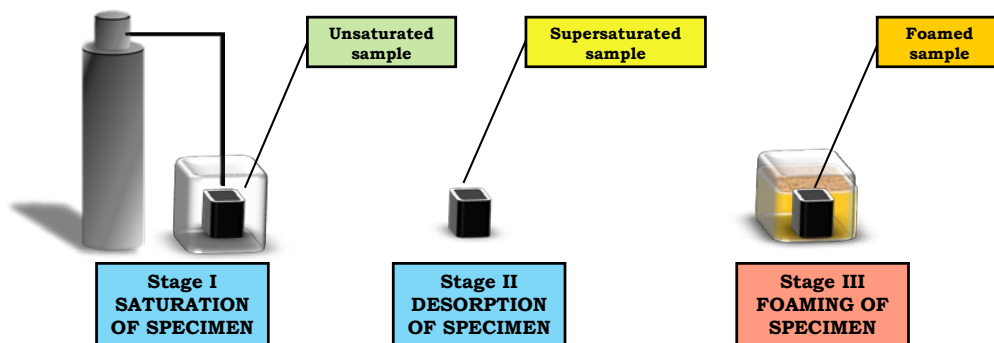 Unsaturated
sample
Supersaturated
sample
Foamed
sample
Stage I
SATURATION
OF SPECIMEN
Stage II
DESORPTION
OF SPECIMEN
Stage III
FOAMING OF
SPECIMEN